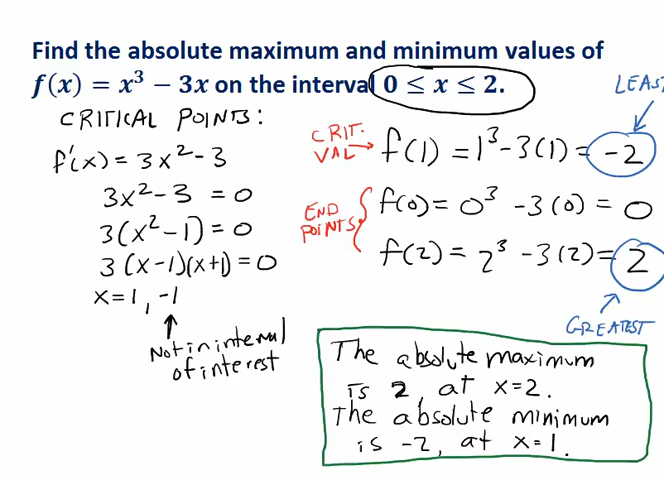 Find the absolute maximum and minimum values of
f(x) = x³ − 3x on the interval 0 ≤ x ≤ 2.
CRITICAL POINTS:
f'(x) = 3x² − 3
3x² − 3 = 0
3(x² − 1) = 0
3(x−1)(x+1) = 0
x = 1, −1
Not in interval
of interest
LEAST
CRIT.
VAL → f(1) = 1³ − 3(1) = −2
END
POINTS
f(0) = 0³ − 3(0) = 0
f(2) = 2³ − 3(2) = 2
GREATEST
The absolute maximum
is 2, at x = 2.
The absolute minimum
is −2, at x = 1.